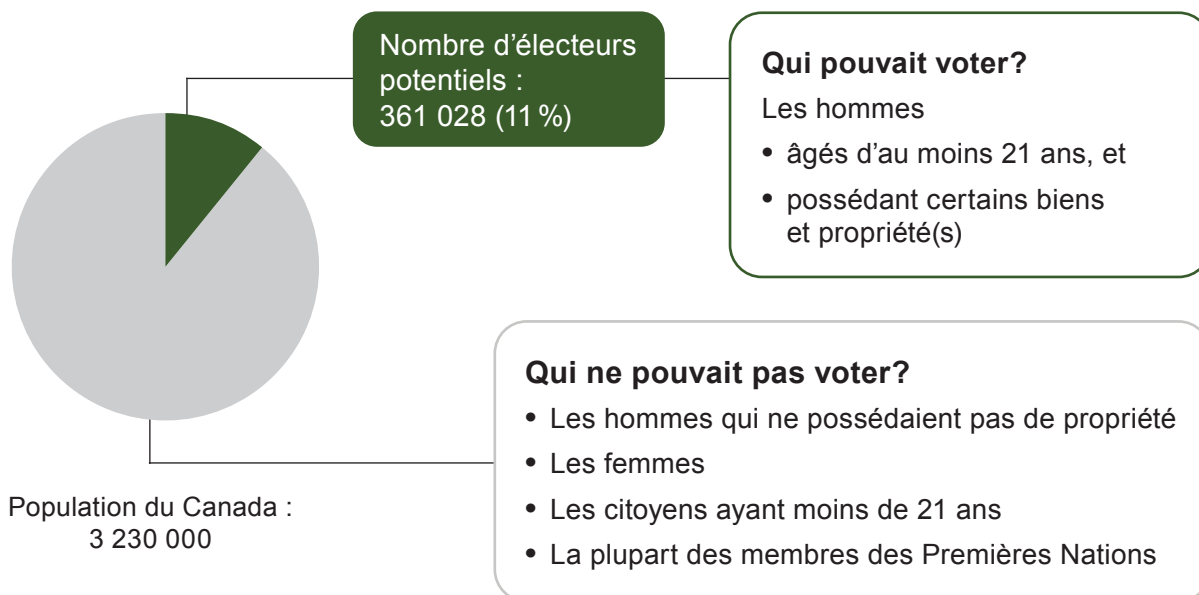 Nombre d'électeurs
potentiels :
361 028 (11 %)
Qui pouvait voter?
Les hommes
• âgés d'au moins 21 ans, et
• possédant certains biens
et propriété(s)
Qui ne pouvait pas voter?
• Les hommes qui ne possédaient pas de propriété
• Les femmes
• Les citoyens ayant moins de 21 ans
• La plupart des membres des Premières Nations
Population du Canada :
3 230 000